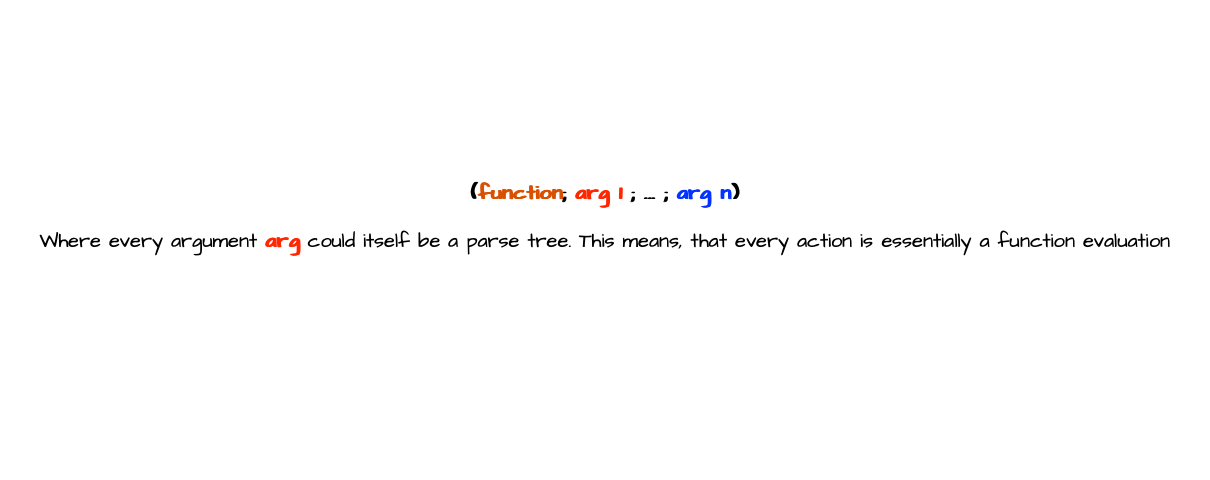 (function; arg 1 ; ... ; arg n)
Where every argument arg could itself be a parse tree. This means, that every action is essentially a function evaluation